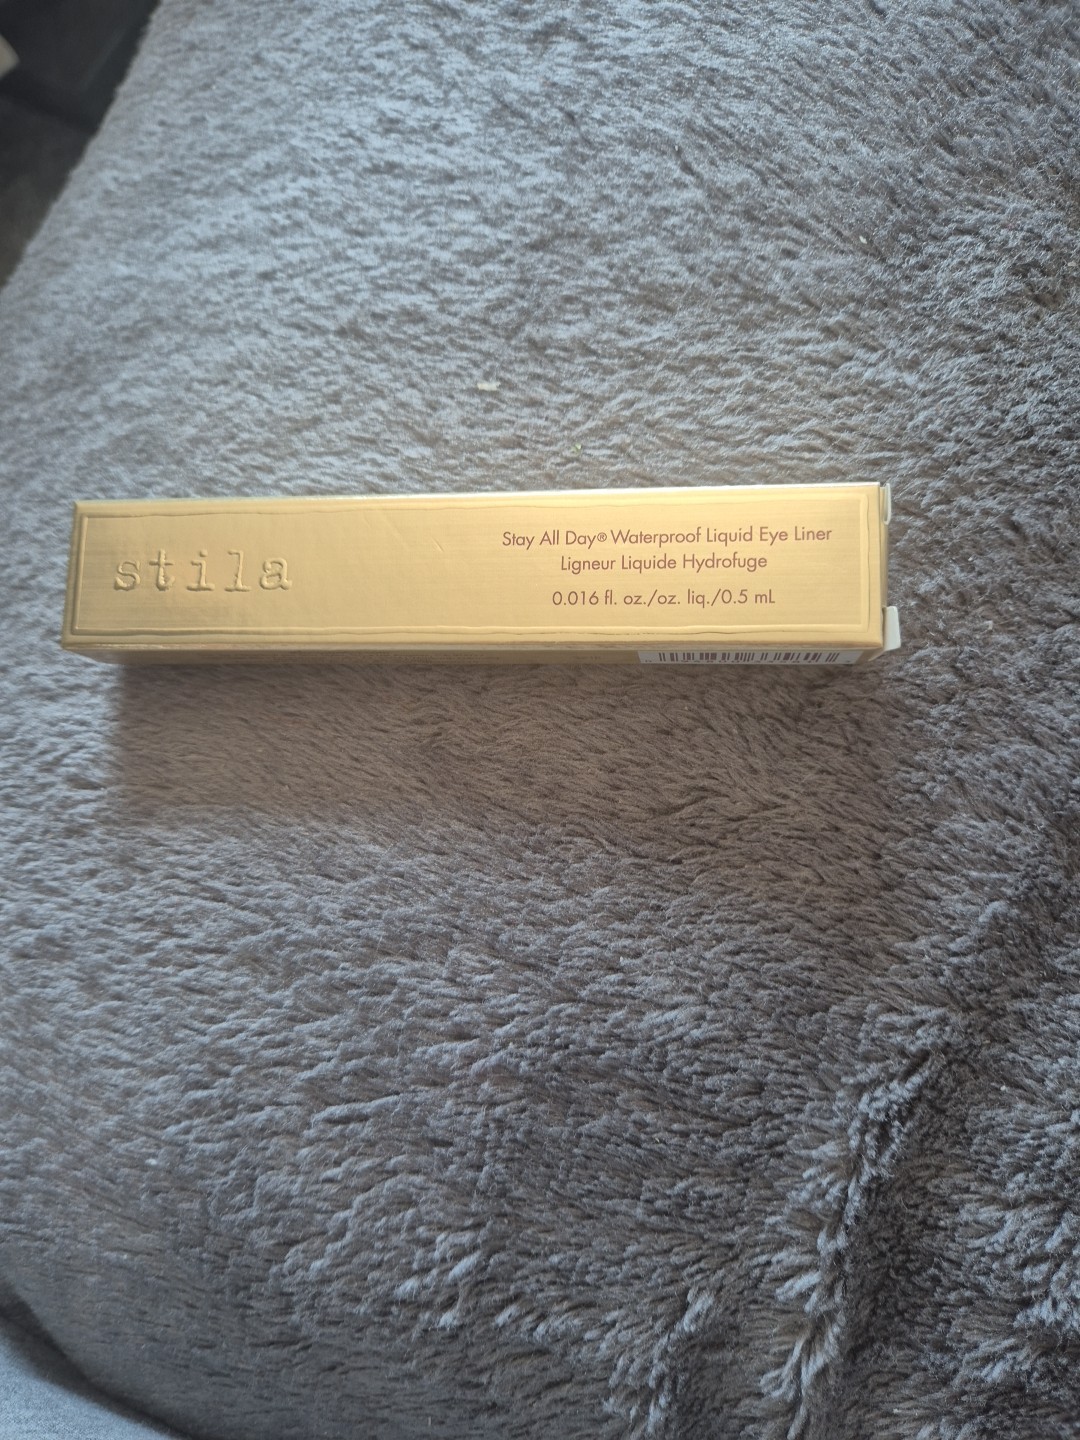 stila
Stay All Day® Waterproof Liquid Eye Liner
Ligneur Liquide Hydrofuge
0.016 fl. oz./oz. liq./0.5 mL